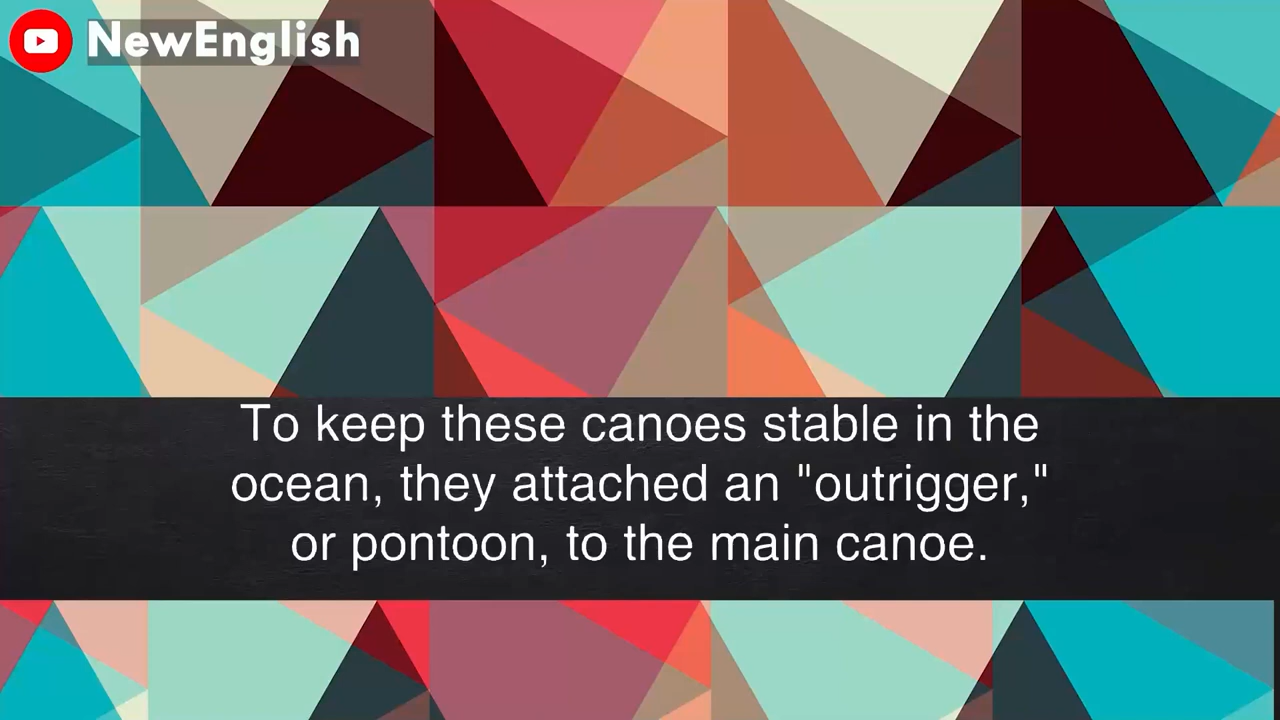 NewEnglish
To keep these canoes stable in the
ocean, they attached an "outrigger,"
or pontoon, to the main canoe.